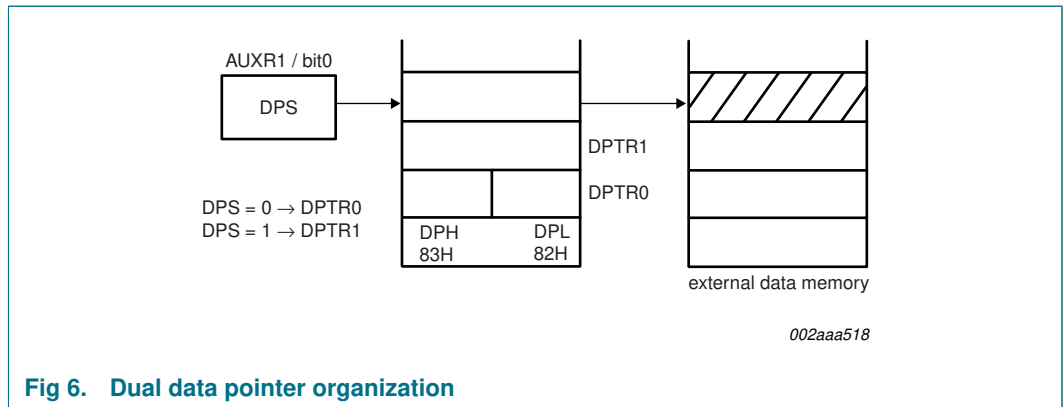 AUXR1 / bit0
DPS
DPTR1
DPTR0
DPS = 0 → DPTR0
DPS = 1 → DPTR1
DPH DPL
83H 82H
external data memory
002aaa518
Fig 6. Dual data pointer organization